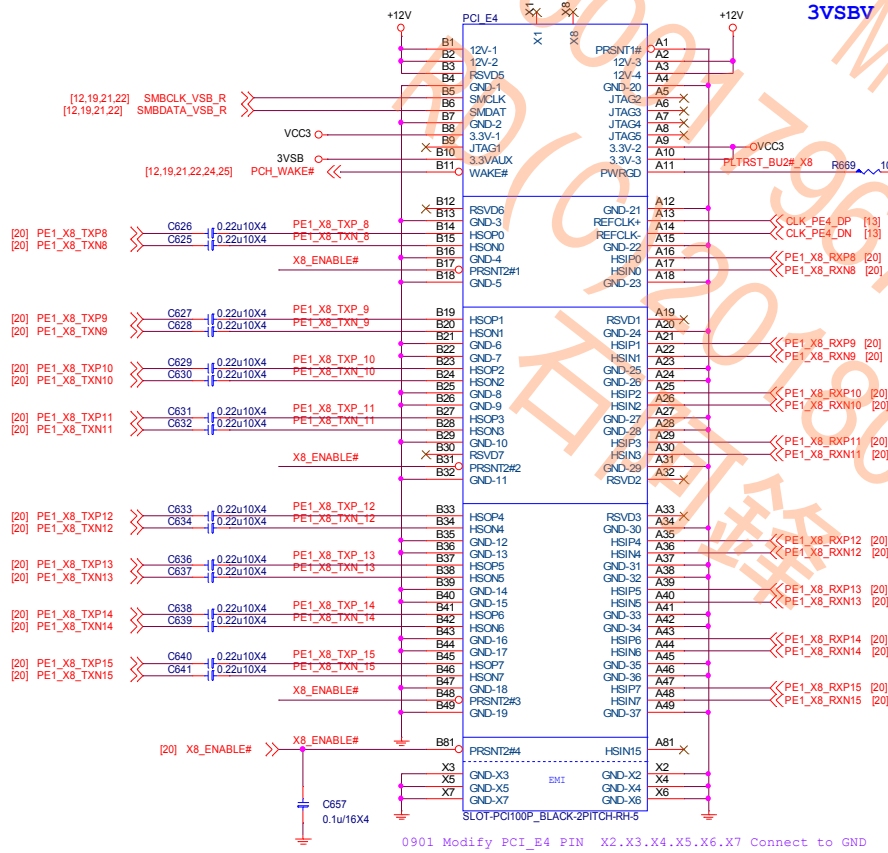 3VSBV
+12V
PCI_E4
X1
X8
X1
X8
+12V
B1 12V-1 PRSNT1# A1
B2 12V-2 12V-3 A2
B3 RSVD5 12V-4 A3
B4 GND-1 GND-20 A4
[12,19,21,22] SMBCLK_VSB_R B5 SMCLK JTAG2 A5
[12,19,21,22] SMBDATA_VSB_R B6 SMDAT JTAG3 A6
B7 GND-2 JTAG4 A7
VCC3 B8 3.3V-1 JTAG5 A8
B9 JTAG1 3.3V-2 A9 VCC3
3VSB B10 3.3VAUX 3.3V-3 A10
[12,19,21,22,24,25] PCH_WAKE# B11 WAKE# PWRGD A11 PLTRST_BU2#_X8 R669
B12 RSVD6 GND-21 A12
B13 GND-3 REFCLK+ A13 CLK_PE4_DP [13]
[20] PE1_X8_TXP8 C626 0.22u10X4 PE1_X8_TXP_8 B14 HSOP0 REFCLK- A14 CLK_PE4_DN [13]
[20] PE1_X8_TXN8 C625 0.22u10X4 PE1_X8_TXN_8 B15 HSON0 GND-22 A15
B16 GND-4 HSIP0 A16 PE1_X8_RXP8 [20]
X8_ENABLE# B17 PRSNT2#1 HSIN0 A17 PE1_X8_RXN8 [20]
B18 GND-5 GND-23 A18
[20] PE1_X8_TXP9 C627 0.22u10X4 PE1_X8_TXP_9 B19 HSOP1 RSVD1 A19
[20] PE1_X8_TXN9 C628 0.22u10X4 PE1_X8_TXN_9 B20 HSON1 GND-24 A20
B21 GND-6 HSIP1 A21 PE1_X8_RXP9 [20]
B22 GND-7 HSIN1 A22 PE1_X8_RXN9 [20]
[20] PE1_X8_TXP10 C629 0.22u10X4 PE1_X8_TXP_10 B23 HSOP2 GND-25 A23
[20] PE1_X8_TXN10 C630 0.22u10X4 PE1_X8_TXN_10 B24 HSON2 GND-26 A24
B25 GND-8 HSIP2 A25 PE1_X8_RXP10 [20]
B26 GND-9 HSIN2 A26 PE1_X8_RXN10 [20]
[20] PE1_X8_TXP11 C631 0.22u10X4 PE1_X8_TXP_11 B27 HSOP3 GND-27 A27
[20] PE1_X8_TXN11 C632 0.22u10X4 PE1_X8_TXN_11 B28 HSON3 GND-28 A28
B29 GND-10 HSIP3 A29 PE1_X8_RXP11 [20]
B30 RSVD7 HSIN3 A30 PE1_X8_RXN11 [20]
X8_ENABLE# B31 PRSNT2#2 GND-29 A31
B32 GND-11 RSVD2 A32
[20] PE1_X8_TXP12 C633 0.22u10X4 PE1_X8_TXP_12 B33 HSOP4 RSVD3 A33
[20] PE1_X8_TXN12 C634 0.22u10X4 PE1_X8_TXN_12 B34 HSON4 GND-30 A34
B35 GND-12 HSIP4 A35 PE1_X8_RXP12 [20]
B36 GND-13 HSIN4 A36 PE1_X8_RXN12 [20]
[20] PE1_X8_TXP13 C636 0.22u10X4 PE1_X8_TXP_13 B37 HSOP5 GND-31 A37
[20] PE1_X8_TXN13 C637 0.22u10X4 PE1_X8_TXN_13 B38 HSON5 GND-32 A38
B39 GND-14 HSIP5 A39 PE1_X8_RXP13 [20]
B40 GND-15 HSIN5 A40 PE1_X8_RXN13 [20]
[20] PE1_X8_TXP14 C638 0.22u10X4 PE1_X8_TXP_14 B41 HSOP6 GND-33 A41
[20] PE1_X8_TXN14 C639 0.22u10X4 PE1_X8_TXN_14 B42 HSON6 GND-34 A42
B43 GND-16 HSIP6 A43 PE1_X8_RXP14 [20]
B44 GND-17 HSIN6 A44 PE1_X8_RXN14 [20]
[20] PE1_X8_TXP15 C640 0.22u10X4 PE1_X8_TXP_15 B45 HSOP7 GND-35 A45
[20] PE1_X8_TXN15 C641 0.22u10X4 PE1_X8_TXN_15 B46 HSON7 GND-36 A46
B47 GND-18 HSIP7 A47 PE1_X8_RXP15 [20]
X8_ENABLE# B48 PRSNT2#3 HSIN7 A48 PE1_X8_RXN15 [20]
B49 GND-19 GND-37 A49
[20] X8_ENABLE# X8_ENABLE# B81 PRSNT2#4 HSIN15 A81
X3 GND-X3 EMI GND-X2 X2
X5 GND-X5 GND-X4 X4
X7 GND-X7 GND-X6 X6
C657
0.1u/16X4
SLOT-PCI100P_BLACK-2PITCH-RH-5
0901 Modify PCI_E4 PIN X2.X3.X4.X5.X6.X7 Connect to GND